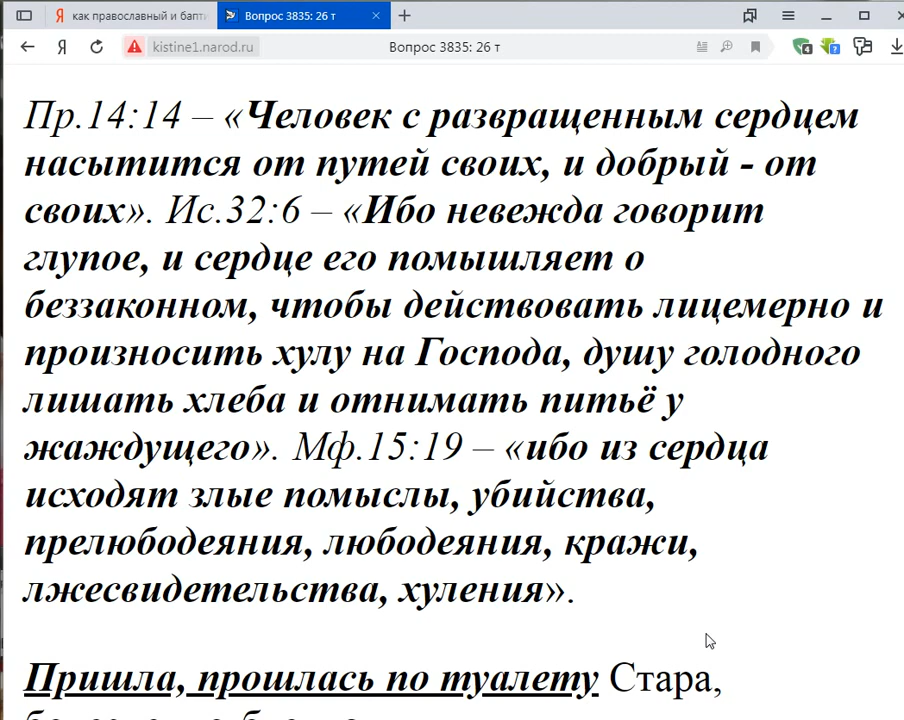 как православный и бапти
Вопрос 3835: 26 т
kistine1.narod.ru
Вопрос 3835: 26 т
Пр.14:14 – «Человек с развращенным сердцем
насытится от путей своих, и добрый - от
своих». Ис.32:6 – «Ибо невежда говорит
глупое, и сердце его помышляет о
беззаконном, чтобы действовать лицемерно и
произносить хулу на Господа, душу голодного
лишать хлеба и отнимать питьё у
жаждущего». Мф.15:19 – «ибо из сердца
исходят злые помыслы, убийства,
прелюбодеяния, любодеяния, кражи,
лжесвидетельства, хуления».
Пришла, прошлась по туалету Стара,